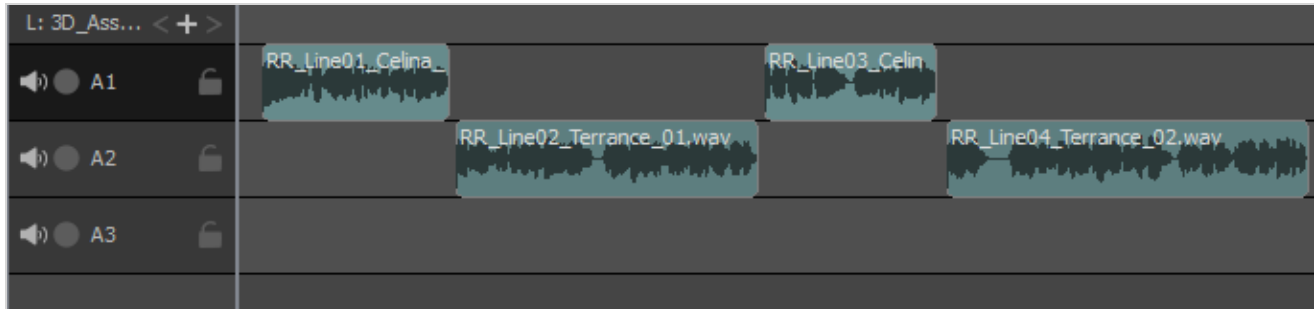 L: 3D_Ass... < + >
A1
RR_Line01_Celina_
RR_Line03_Celin
A2
RR_Line02_Terrance_01.wav
RR_Line04_Terrance_02.wav
A3